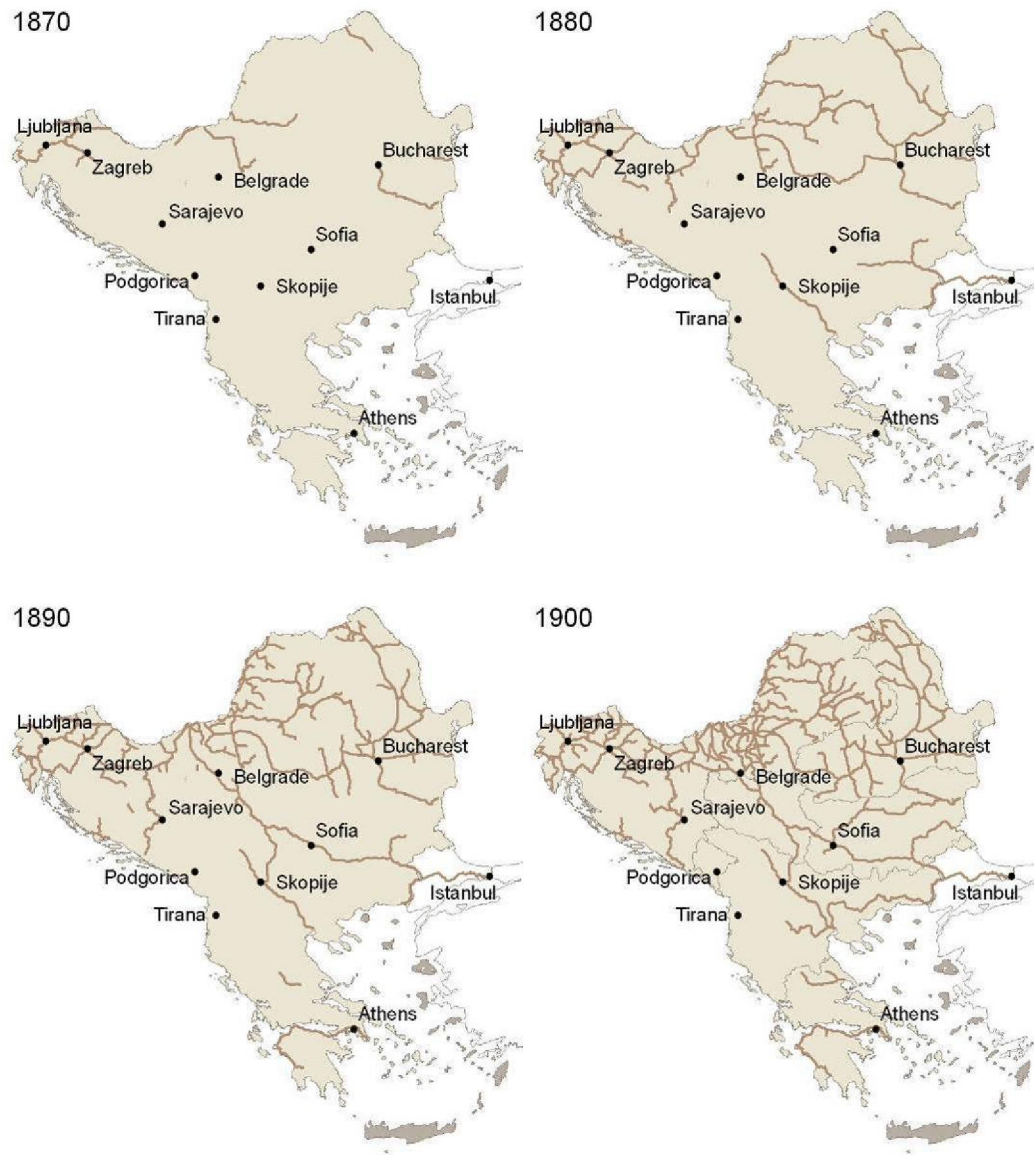 1870
Ljubljana
Zagreb
Bucharest
Belgrade
Sarajevo
Sofia
Podgorica
Skopije
Istanbul
Tirana
Athens
1880
Ljubljana
Zagreb
Bucharest
Belgrade
Sarajevo
Sofia
Podgorica
Skopije
Istanbul
Tirana
Athens
1890
Ljubljana
Zagreb
Bucharest
Belgrade
Sarajevo
Sofia
Podgorica
Skopije
Istanbul
Tirana
Athens
1900
Ljubljana
Zagreb
Bucharest
Belgrade
Sarajevo
Sofia
Podgorica
Skopije
Istanbul
Tirana
Athens